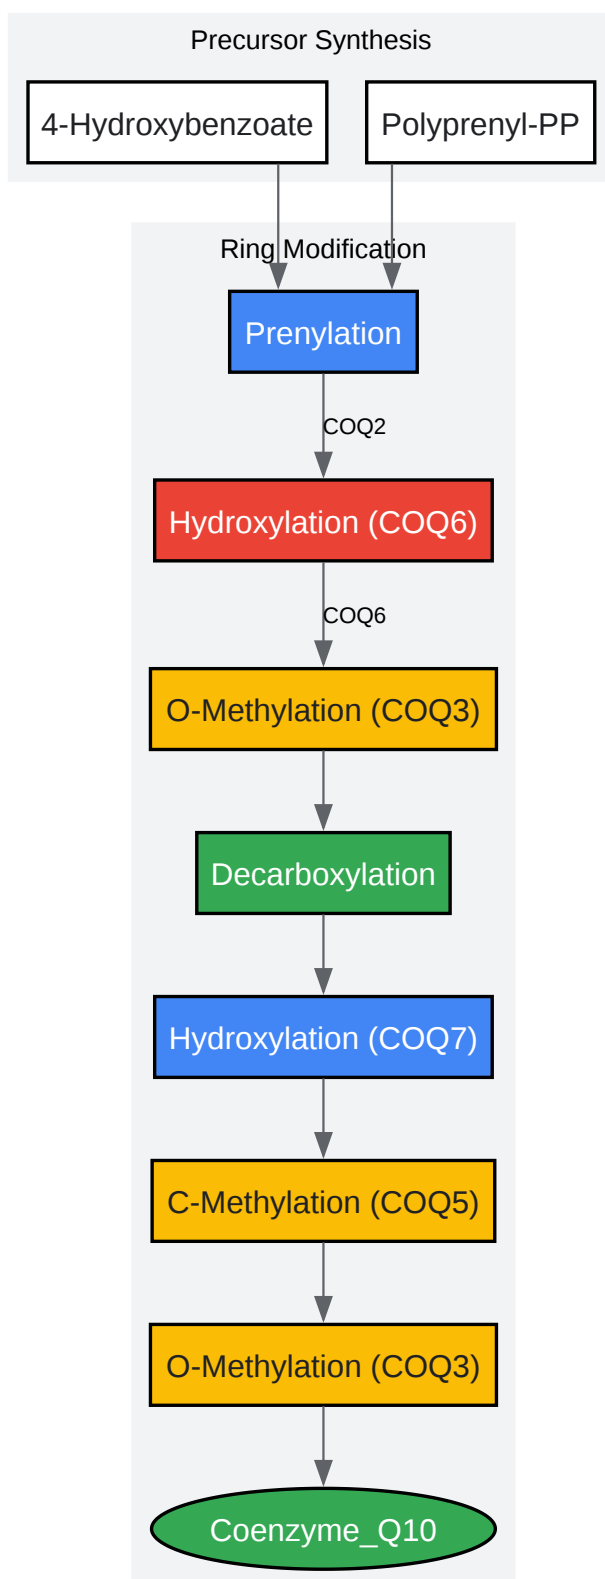 Precursor Synthesis
4-Hydroxybenzoate
Polyprenyl-PP
Ring Modification
Prenylation
COQ2
Hydroxylation (COQ6)
COQ6
O-Methylation (COQ3)
Decarboxylation
Hydroxylation (COQ7)
C-Methylation (COQ5)
O-Methylation (COQ3)
Coenzyme_Q10